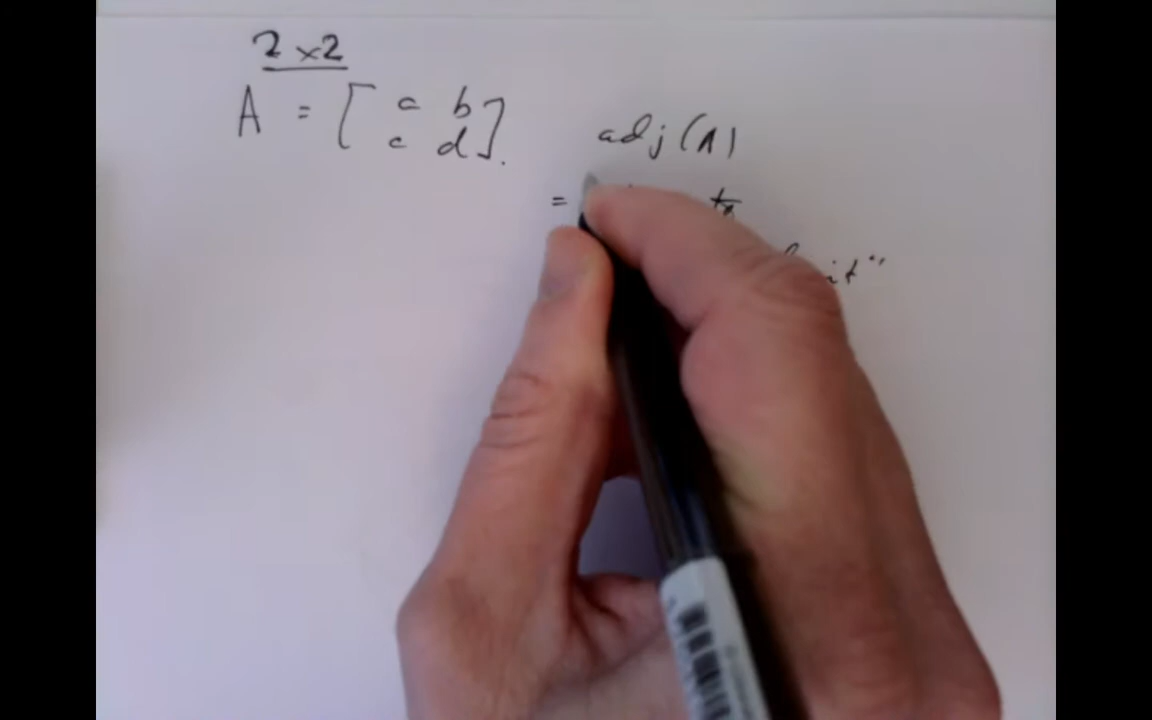 2 x 2
A = [ a b
c d ].
adj(A)
=